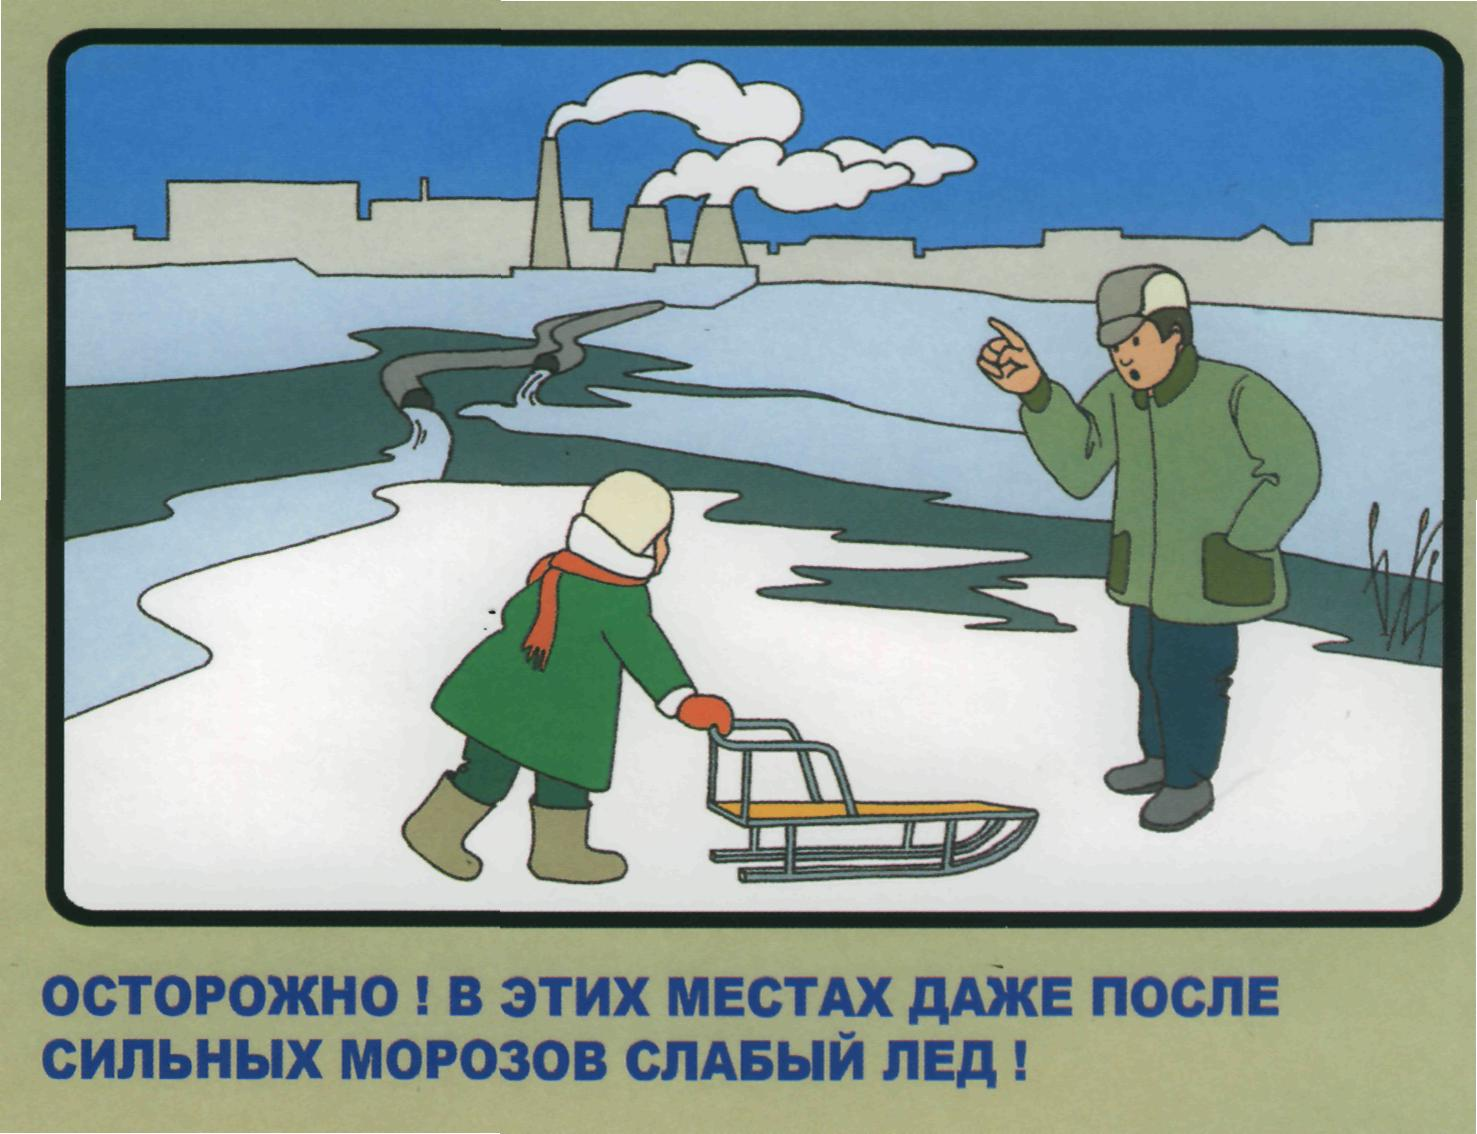 ОСТОРОЖНО ! В ЭТИХ МЕСТАХ ДАЖЕ ПОСЛЕ
СИЛЬНЫХ МОРОЗОВ СЛАБЫЙ ЛЕД !